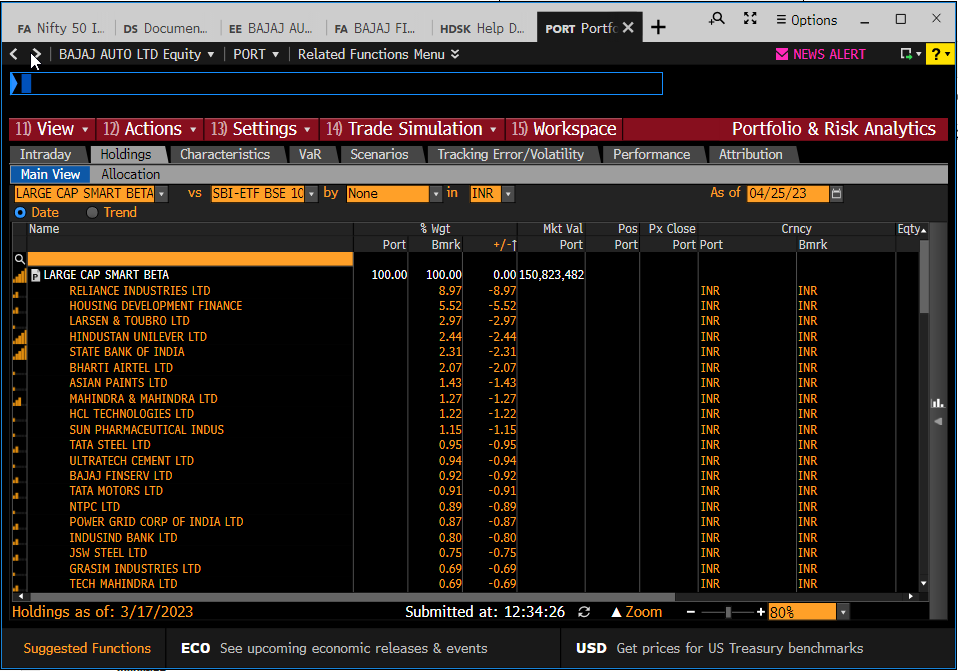 FA Nifty 50 I... DS Documen... EE BAJAJ AU... FA BAJAJ FI... HDSK Help D... PORT Portfo Options
BAJAJ AUTO LTD Equity PORT Related Functions Menu NEWS ALERT ?
11) View 12) Actions 13) Settings 14) Trade Simulation 15) Workspace Portfolio & Risk Analytics
Intraday Holdings Characteristics VaR Scenarios Tracking Error/Volatility Performance Attribution
Main View Allocation
LARGE CAP SMART BETA vs SBI-ETF BSE 10 by None in INR As of 04/25/23
Date Trend
Name % Wgt Mkt Val Pos Px Close Crncy Eqty
Port Bmrk +/-↑ Port Port Port Port Bmrk
P LARGE CAP SMART BETA 100.00 100.00 0.00 150,823,482
RELIANCE INDUSTRIES LTD 8.97 -8.97 INR INR
HOUSING DEVELOPMENT FINANCE 5.52 -5.52 INR INR
LARSEN & TOUBRO LTD 2.97 -2.97 INR INR
HINDUSTAN UNILEVER LTD 2.44 -2.44 INR INR
STATE BANK OF INDIA 2.31 -2.31 INR INR
BHARTI AIRTEL LTD 2.07 -2.07 INR INR
ASIAN PAINTS LTD 1.43 -1.43 INR INR
MAHINDRA & MAHINDRA LTD 1.27 -1.27 INR INR
HCL TECHNOLOGIES LTD 1.22 -1.22 INR INR
SUN PHARMACEUTICAL INDUS 1.15 -1.15 INR INR
TATA STEEL LTD 0.95 -0.95 INR INR
ULTRATECH CEMENT LTD 0.94 -0.94 INR INR
BAJAJ FINSERV LTD 0.92 -0.92 INR INR
TATA MOTORS LTD 0.91 -0.91 INR INR
NTPC LTD 0.89 -0.89 INR INR
POWER GRID CORP OF INDIA LTD 0.87 -0.87 INR INR
INDUSIND BANK LTD 0.80 -0.80 INR INR
JSW STEEL LTD 0.75 -0.75 INR INR
GRASIM INDUSTRIES LTD 0.69 -0.69 INR INR
TECH MAHINDRA LTD 0.69 -0.69 INR INR
Holdings as of: 3/17/2023 Submitted at: 12:34:26 Zoom - + 80%
Suggested Functions ECO See upcoming economic releases & events USD Get prices for US Treasury benchmarks